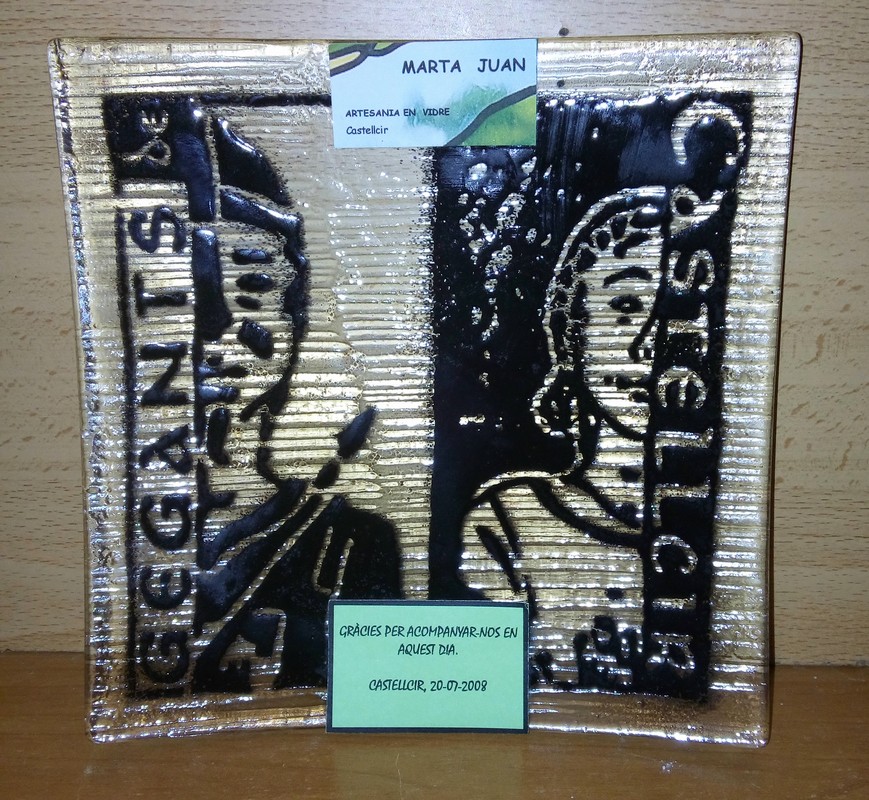 MARTA JUAN
ARTESANIA EN VIDRE
Castellcir
GEGANTS de
CASTELLCIR
GRÀCIES PER ACOMPANYAR-NOS EN
AQUEST DIA.
CASTELLCIR, 20-07-2008